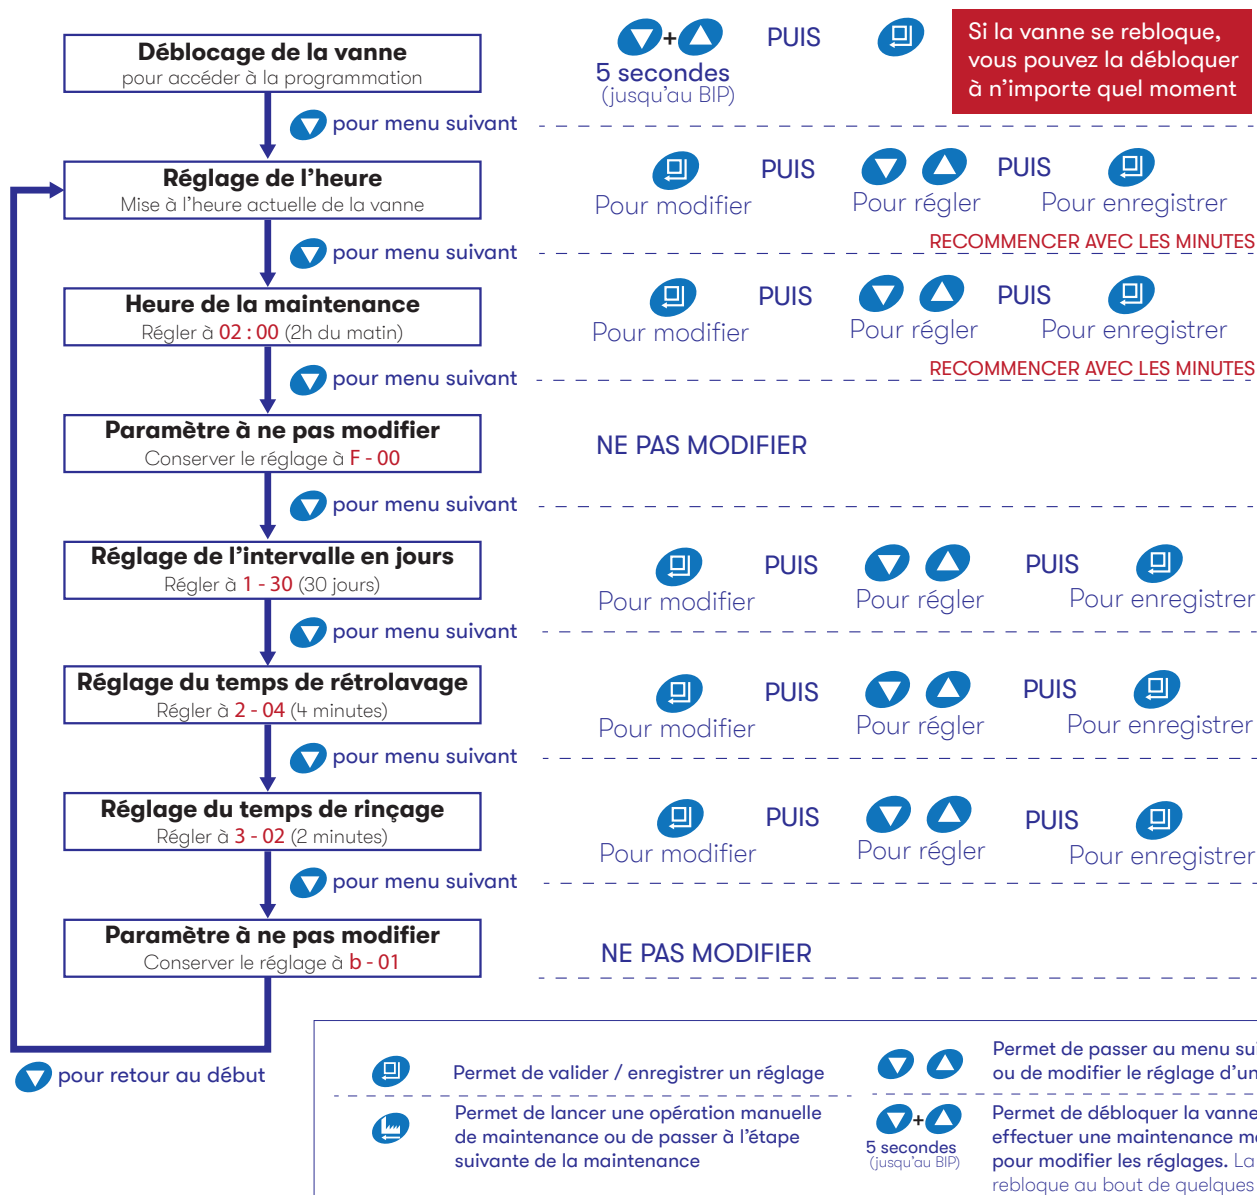 Déblocage de la vanne
pour accéder à la programmation
+
5 secondes
(jusqu'au BIP)
PUIS
Si la vanne se rebloque,
vous pouvez la débloquer
à n'importe quel moment
pour menu suivant
Réglage de l'heure
Mise à l'heure actuelle de la vanne
Pour modifier
PUIS
Pour régler
PUIS
Pour enregistrer
RECOMMENCER AVEC LES MINUTES
pour menu suivant
Heure de la maintenance
Régler à 02 : 00 (2h du matin)
Pour modifier
PUIS
Pour régler
PUIS
Pour enregistrer
RECOMMENCER AVEC LES MINUTES
pour menu suivant
Paramètre à ne pas modifier
Conserver le réglage à F - 00
NE PAS MODIFIER
pour menu suivant
Réglage de l'intervalle en jours
Régler à 1 - 30 (30 jours)
Pour modifier
PUIS
Pour régler
PUIS
Pour enregistrer
pour menu suivant
Réglage du temps de rétrolavage
Régler à 2 - 04 (4 minutes)
Pour modifier
PUIS
Pour régler
PUIS
Pour enregistrer
pour menu suivant
Réglage du temps de rinçage
Régler à 3 - 02 (2 minutes)
Pour modifier
PUIS
Pour régler
PUIS
Pour enregistrer
pour menu suivant
Paramètre à ne pas modifier
Conserver le réglage à b - 01
NE PAS MODIFIER
pour retour au début
Permet de valider / enregistrer un réglage
Permet de passer au menu
ou de modifier le réglage
Permet de lancer une opération manuelle
de maintenance ou de passer à l'étape
suivante de la maintenance
+
5 secondes
(jusqu'au BIP)
Permet de débloquer la vanne
effectuer une maintenance
pour modifier les réglages. La
rebloque au bout de quelques